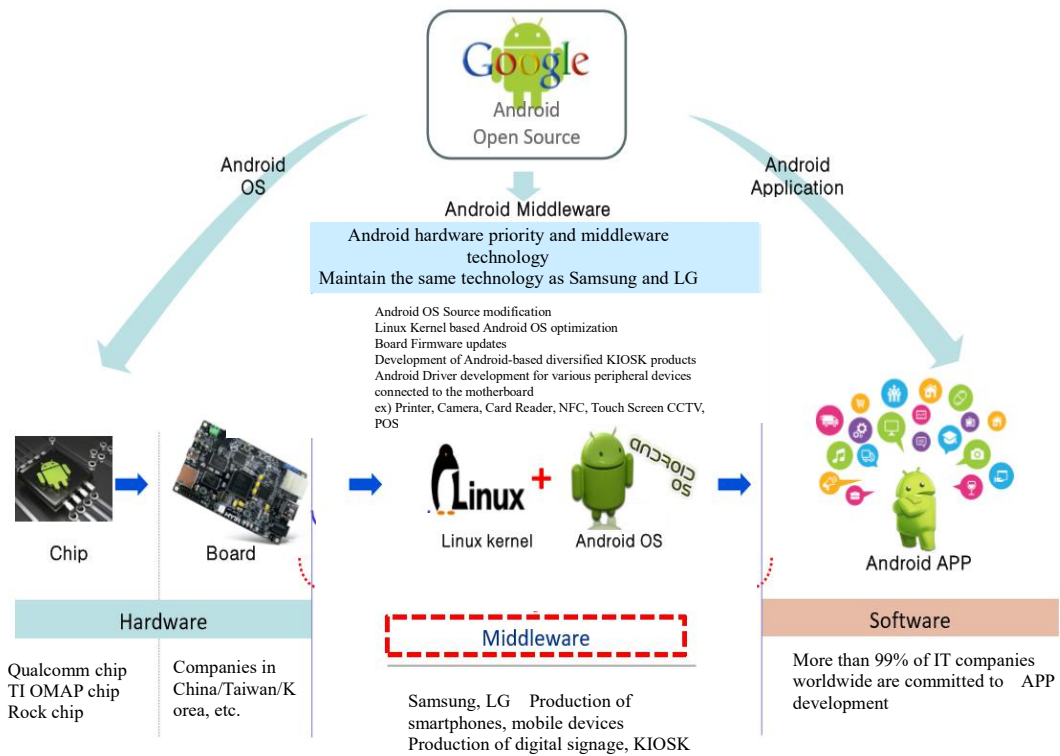 Google
Android
Open Source
Android
OS
Android
Application
Android Middleware
Android hardware priority and middleware
technology
Maintain the same technology as Samsung and LG
Android OS Source modification
Linux Kernel based Android OS optimization
Board Firmware updates
Development of Android-based diversified KIOSK products
Android Driver development for various peripheral devices
connected to the motherboard
ex) Printer, Camera, Card Reader, NFC, Touch Screen CCTV,
POS
Linux
+
ANDROID
OS
Chip
Board
Linux kernel
Android OS
Android APP
Hardware
Middleware
Software
Qualcomm chip
TI OMAP chip
Rock chip
Companies in
China/Taiwan/K
orea, etc.
Samsung, LG Production of
smartphones, mobile devices
Production of digital signage, KIOSK
More than 99% of IT companies
worldwide are committed to APP
development